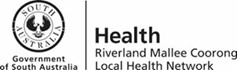 SOUTH
AUSTRALIA
Government
of South Australia
Health
Riverland Mallee Coorong
Local Health Network